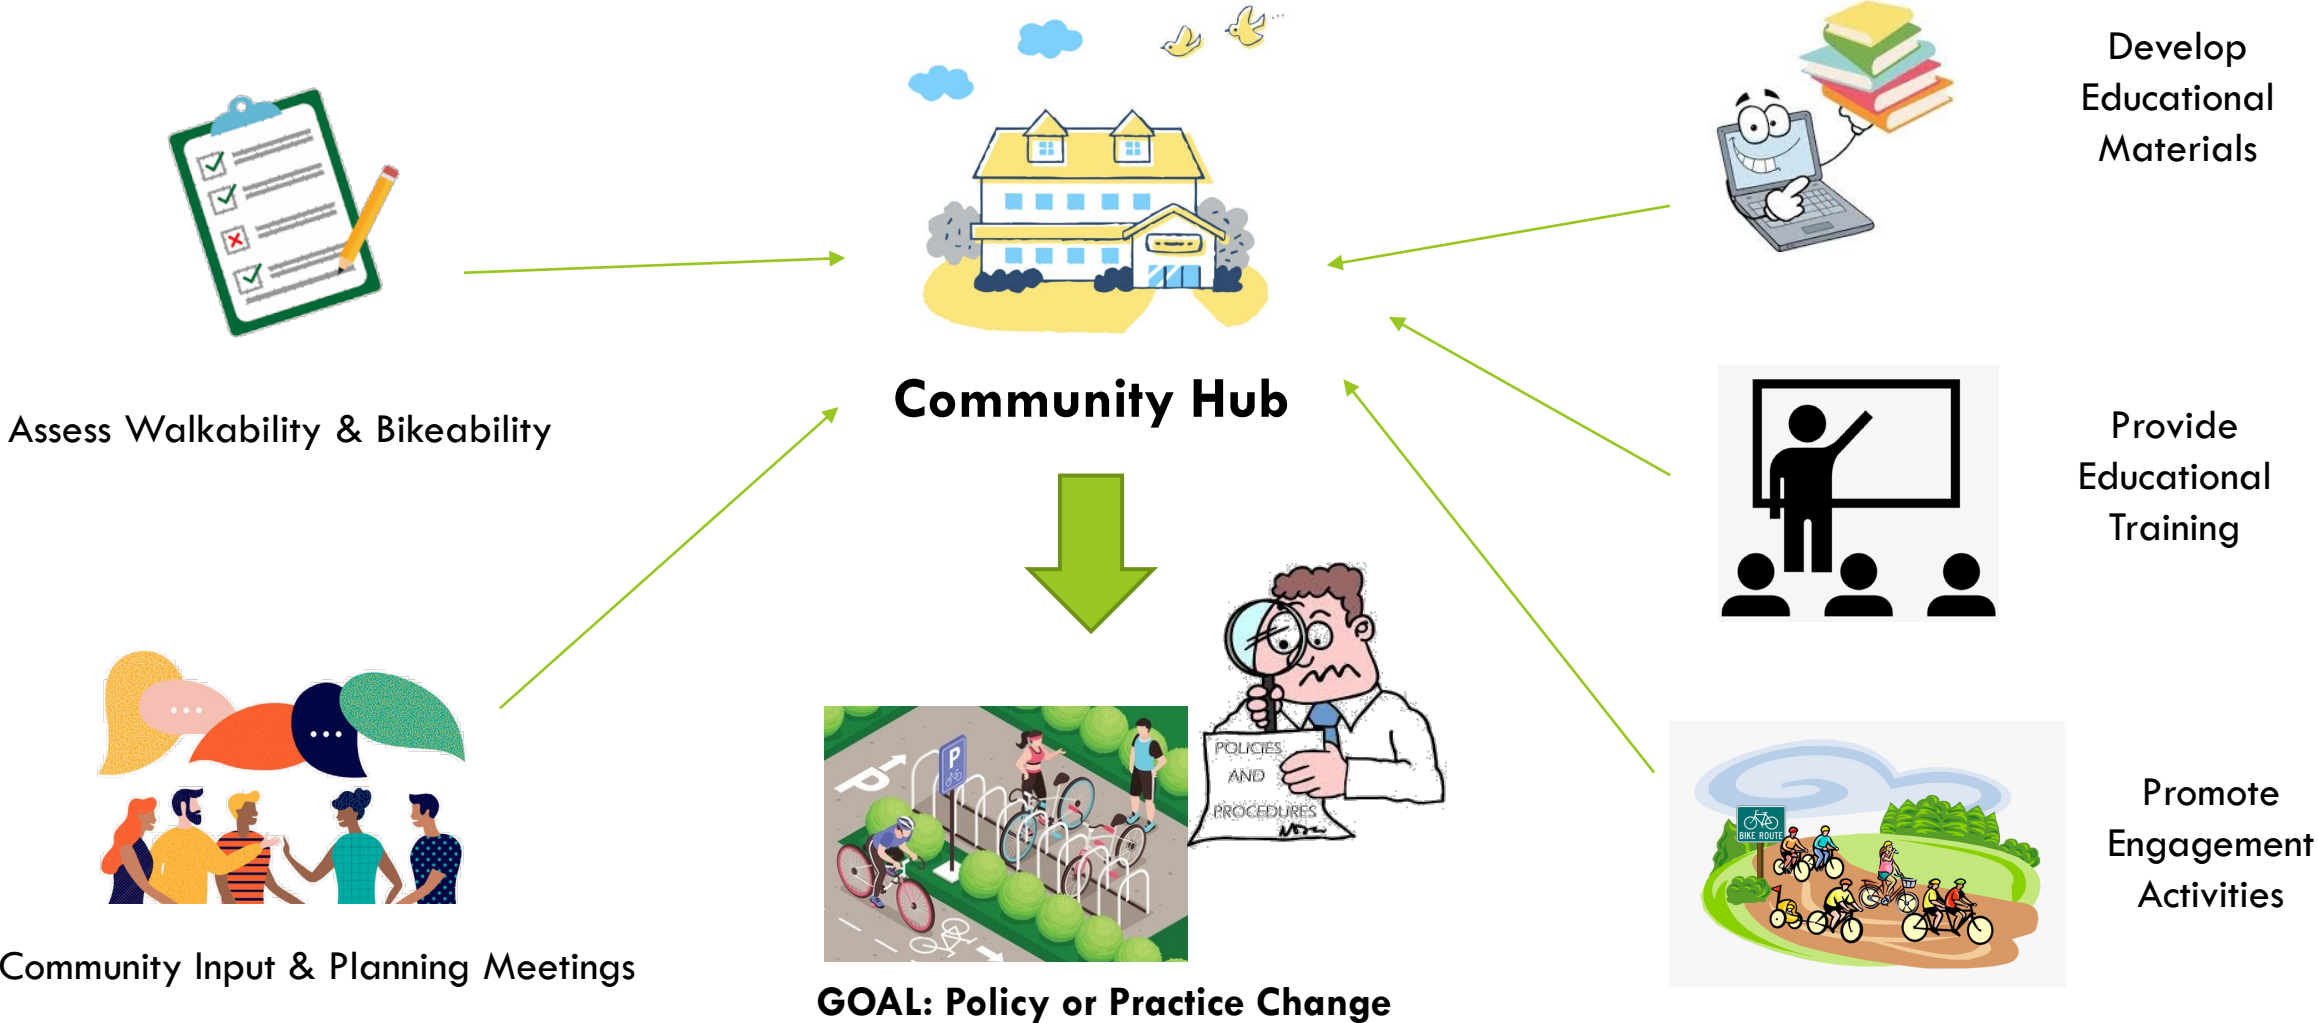 Develop
Educational
Materials
Community Hub
Assess Walkability & Bikeability
Provide
Educational
Training
POLICIES
AND
PROCEDURES
P
P
BIKE ROUTE
Promote
Engagement
Activities
Community Input & Planning Meetings
GOAL: Policy or Practice Change